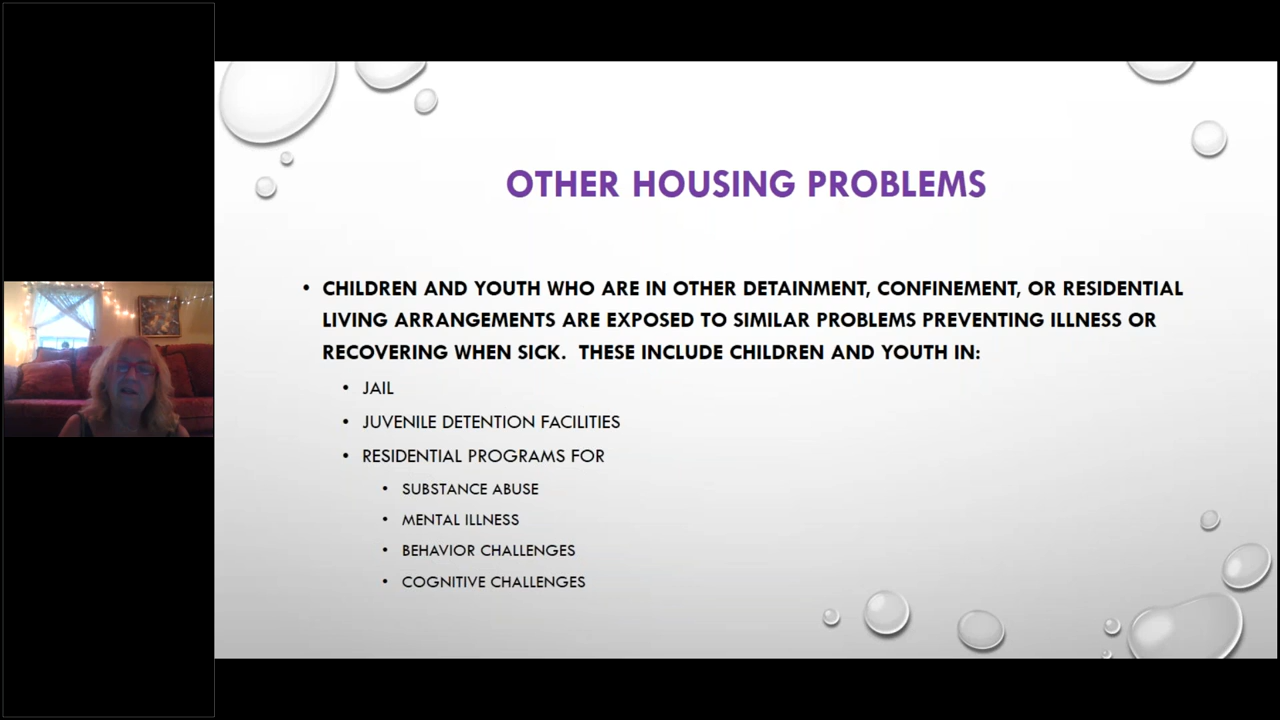 OTHER HOUSING PROBLEMS
• CHILDREN AND YOUTH WHO ARE IN OTHER DETAINMENT, CONFINEMENT, OR RESIDENTIAL
LIVING ARRANGEMENTS ARE EXPOSED TO SIMILAR PROBLEMS PREVENTING ILLNESS OR
RECOVERING WHEN SICK.  THESE INCLUDE CHILDREN AND YOUTH IN:
• JAIL
• JUVENILE DETENTION FACILITIES
• RESIDENTIAL PROGRAMS FOR
• SUBSTANCE ABUSE
• MENTAL ILLNESS
• BEHAVIOR CHALLENGES
• COGNITIVE CHALLENGES